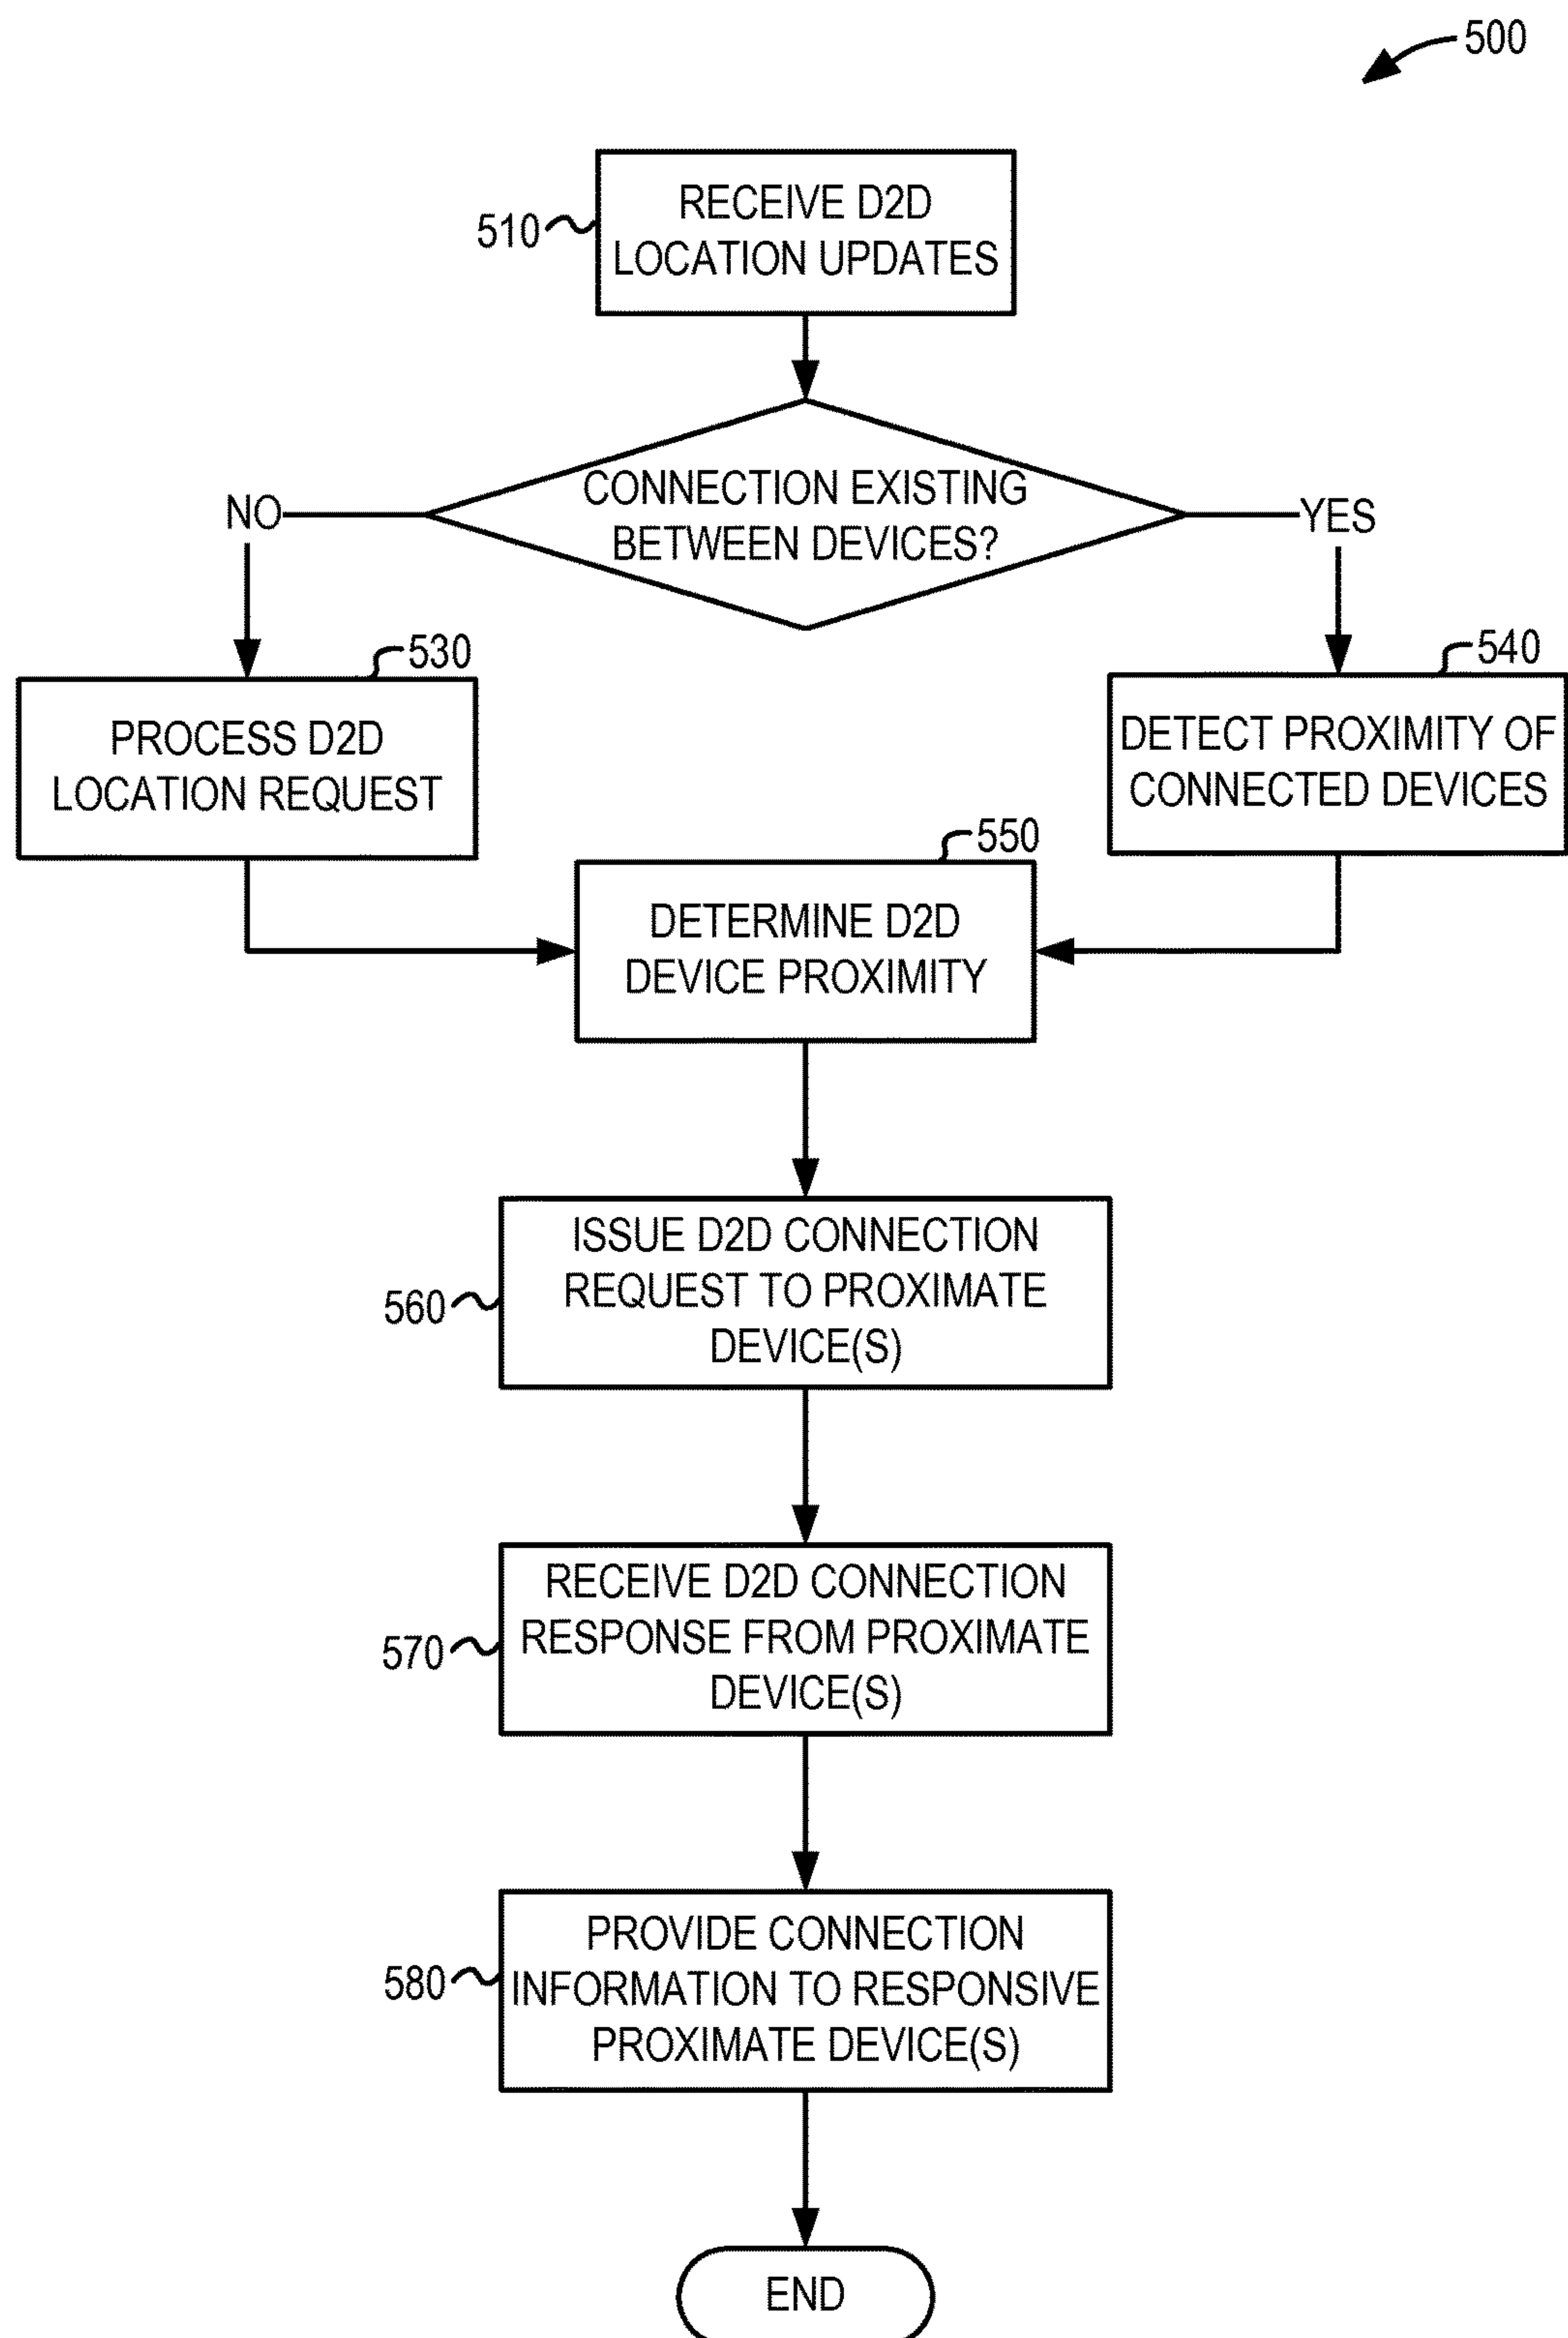 500
510
RECEIVE D2D
LOCATION UPDATES
CONNECTION EXISTING
BETWEEN DEVICES?
NO
YES
530
PROCESS D2D
LOCATION REQUEST
540
DETECT PROXIMITY OF
CONNECTED DEVICES
550
DETERMINE D2D
DEVICE PROXIMITY
560
ISSUE D2D CONNECTION
REQUEST TO PROXIMATE
DEVICE(S)
570
RECEIVE D2D CONNECTION
RESPONSE FROM PROXIMATE
DEVICE(S)
580
PROVIDE CONNECTION
INFORMATION TO RESPONSIVE
PROXIMATE DEVICE(S)
END